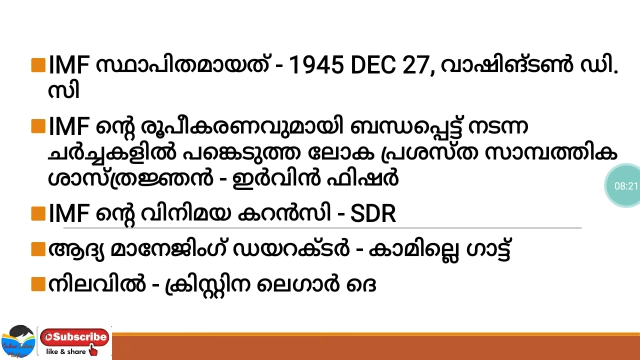 IMF സ്ഥാപിതമായത് - 1945 DEC 27, വാഷിങ്ടൺ ഡി.
സി
IMF ന്റെ രൂപീകരണവുമായി ബന്ധപ്പെട്ട് നടന്ന
ചർച്ചകളിൽ പങ്കെടുത്ത ലോക പ്രശസ്ത സാമ്പത്തിക
ശാസ്ത്രജ്ഞൻ - ഇർവിൻ ഫിഷർ
08:21
IMF ന്റെ വിനിമയ കറൻസി - SDR
ആദ്യ മാനേജിംഗ് ഡയറക്ടർ - കാമില്ലെ ഗാട്ട്
നിലവിൽ - ക്രിസ്റ്റിന ലെഗാർ ദെ
Subscribe
like & share